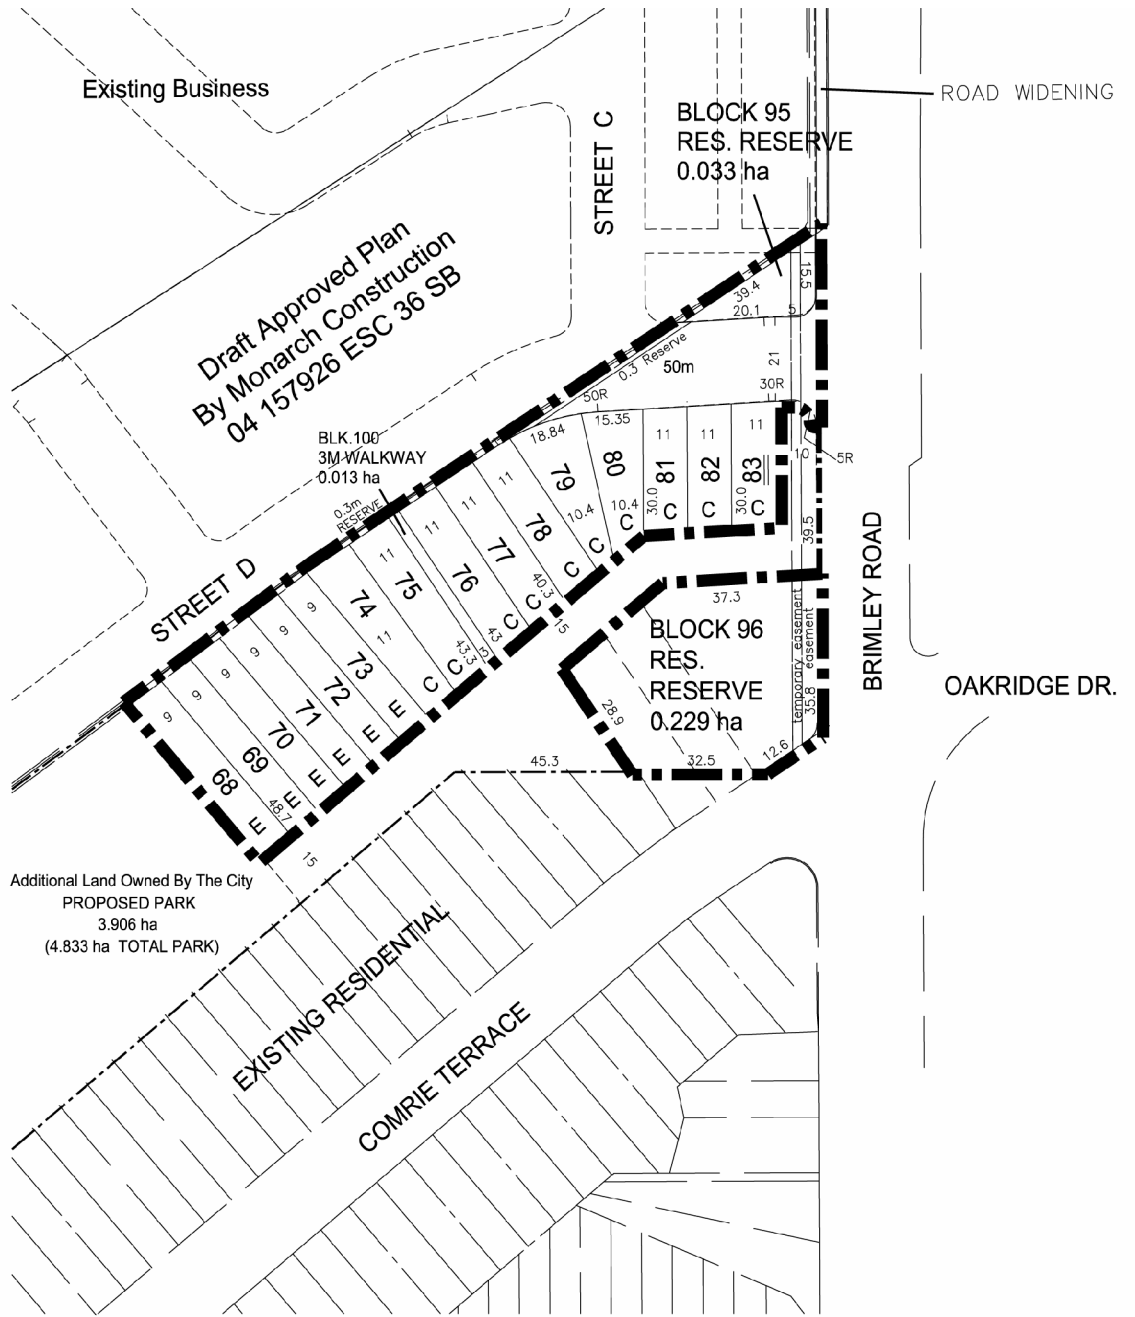 Existing Business
STREET C
BLOCK 95
RES. RESERVE
0.033 ha
ROAD WIDENING
Draft Approved Plan
By Monarch Construction
04 157926 ESC 36 SB
39.4
15.5
20.1
5
0.3 Reserve
50m
21
30R
50R
BLK.100
3M WALKWAY
0.013 ha
0.3m
RESERVE
18.84
15.35
11
11
11
10
5R
79
80
81
82
83
10.4
10.4
30.0
30.0
C
C
C
C
C
39.5
STREET D
11
11
11
11
11
9
9
9
9
9
9
78
77
76
75
74
73
72
71
70
69
68
40.3
43
5
43.3
48.7
15
15
C
C
C
C
C
E
E
E
E
E
E
BRIMLEY ROAD
37.3
BLOCK 96
RES.
RESERVE
0.229 ha
temporary easement
35.8 easement
28.9
45.3
32.5
12.6
OAKRIDGE DR.
Additional Land Owned By The City
PROPOSED PARK
3.906 ha
(4.833 ha TOTAL PARK)
EXISTING RESIDENTIAL
COMRIE TERRACE